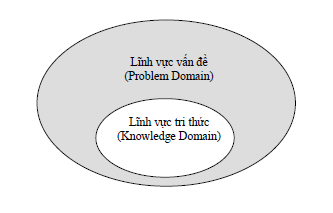 Lĩnh vực vấn đề
(Problem Domain)
Lĩnh vực tri thức
(Knowledge Domain)